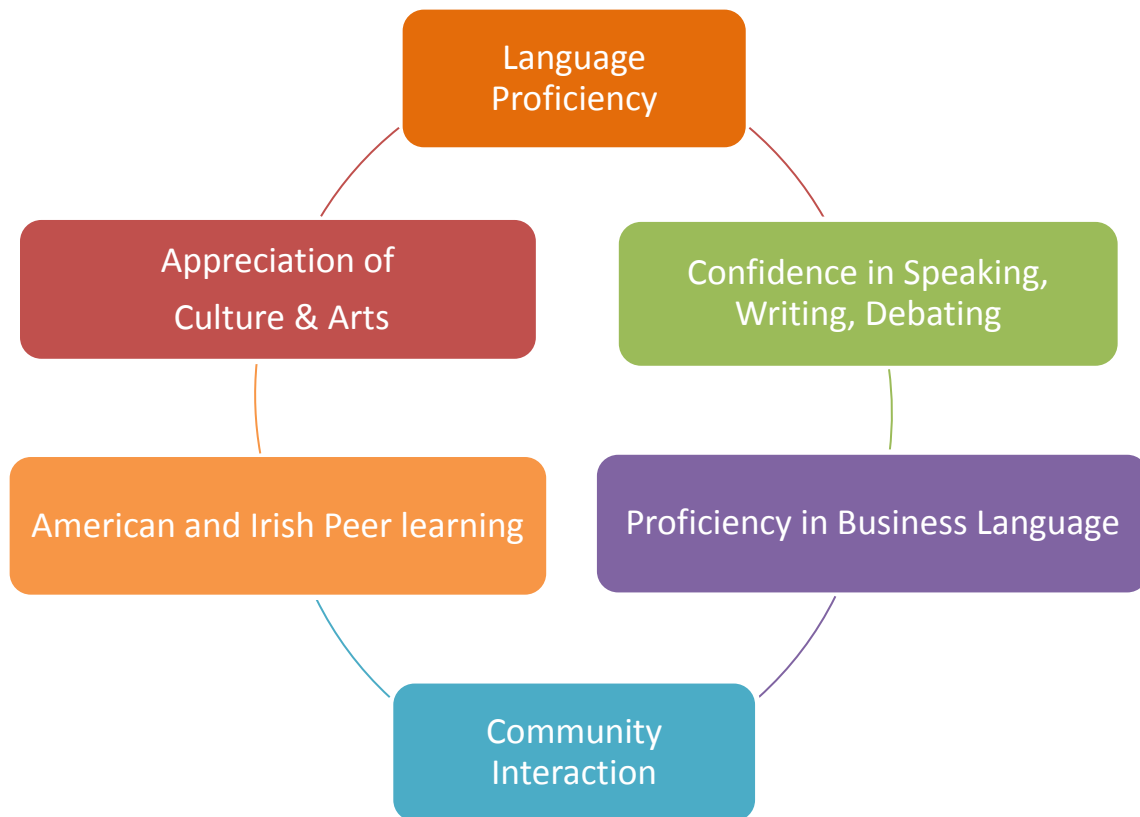 Language
Proficiency
Appreciation of
Culture & Arts
Confidence in Speaking,
Writing, Debating
American and Irish Peer learning
Proficiency in Business Language
Community
Interaction